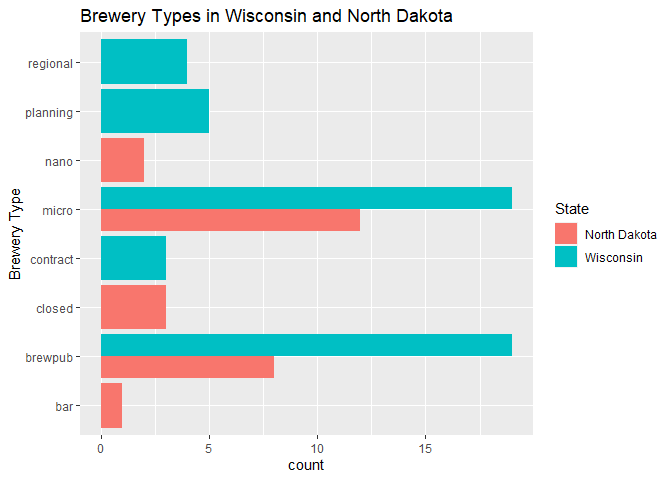 Brewery Types in Wisconsin and North Dakota
Brewery Type
regional
planning
nano
micro
contract
closed
brewpub
bar
0 5 10 15
count
State
North Dakota
Wisconsin